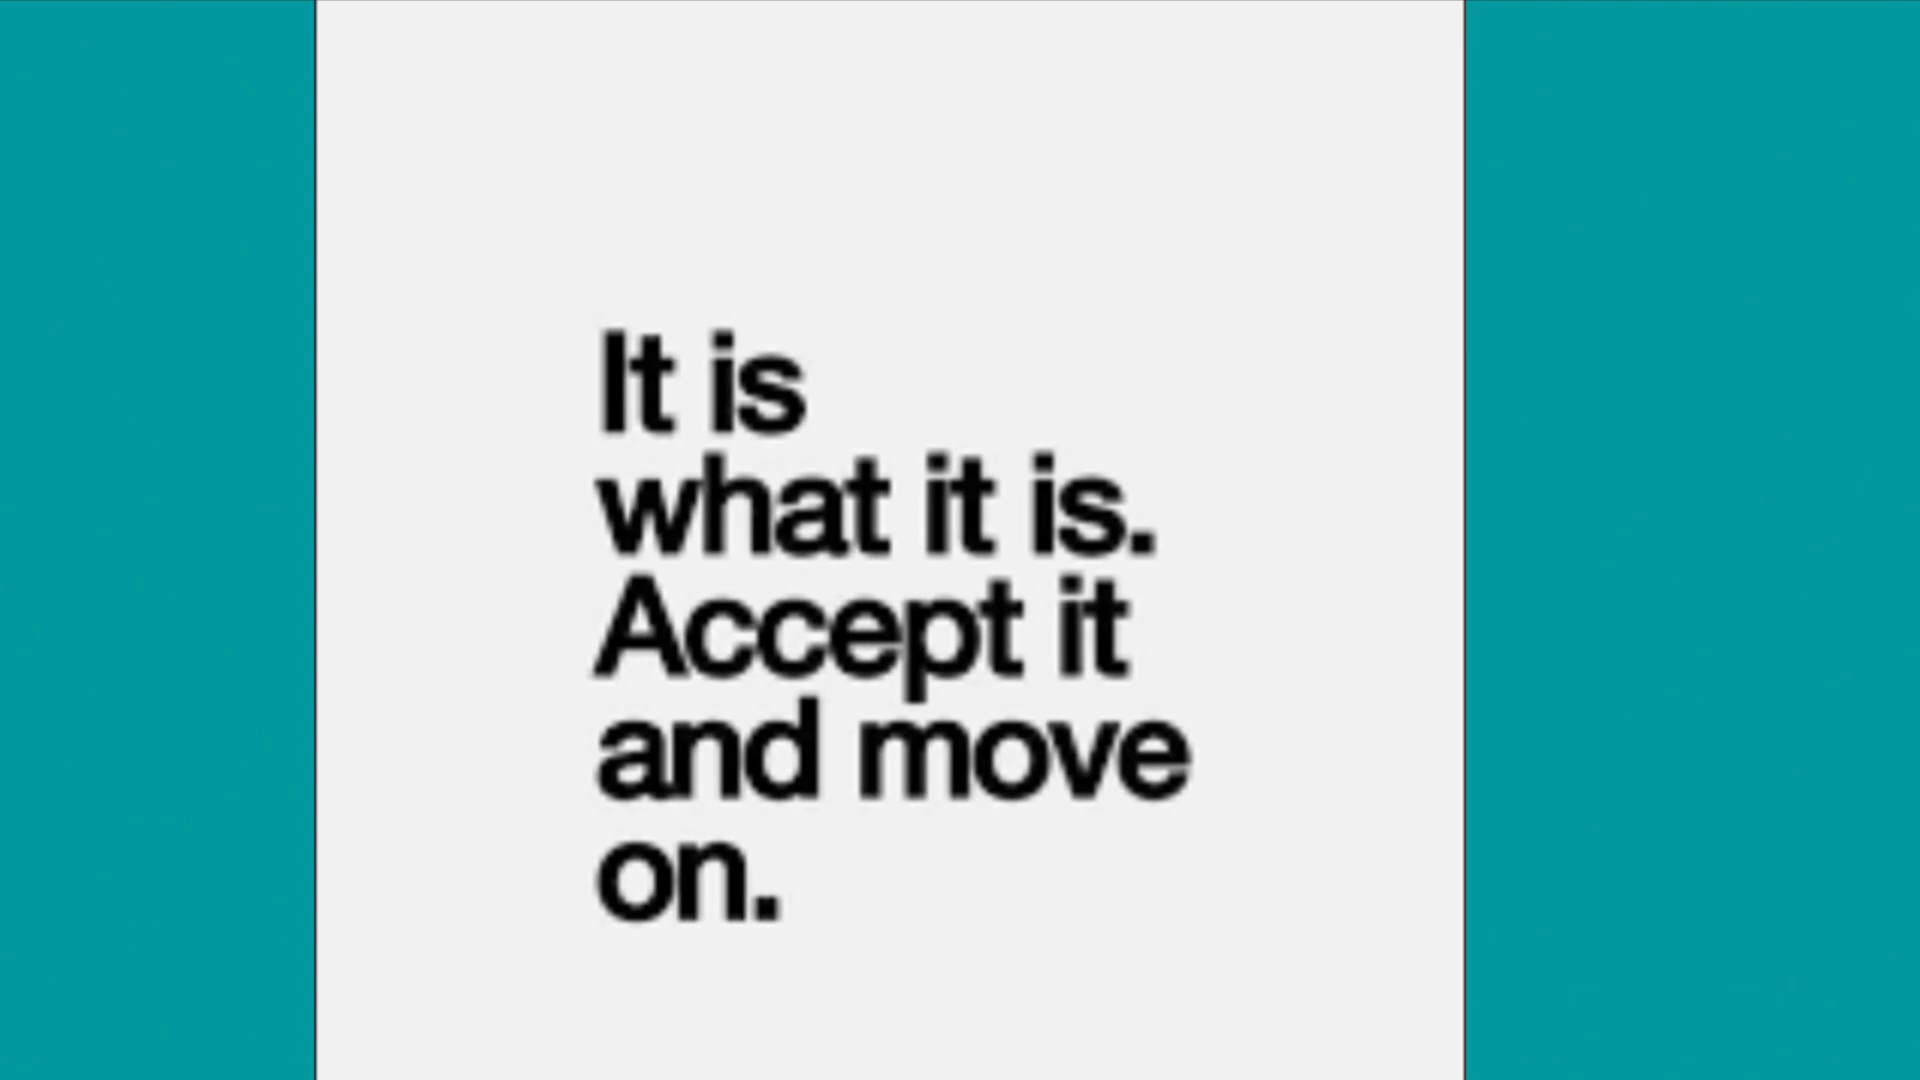 It is
what it is.
Accept it
and move
on.